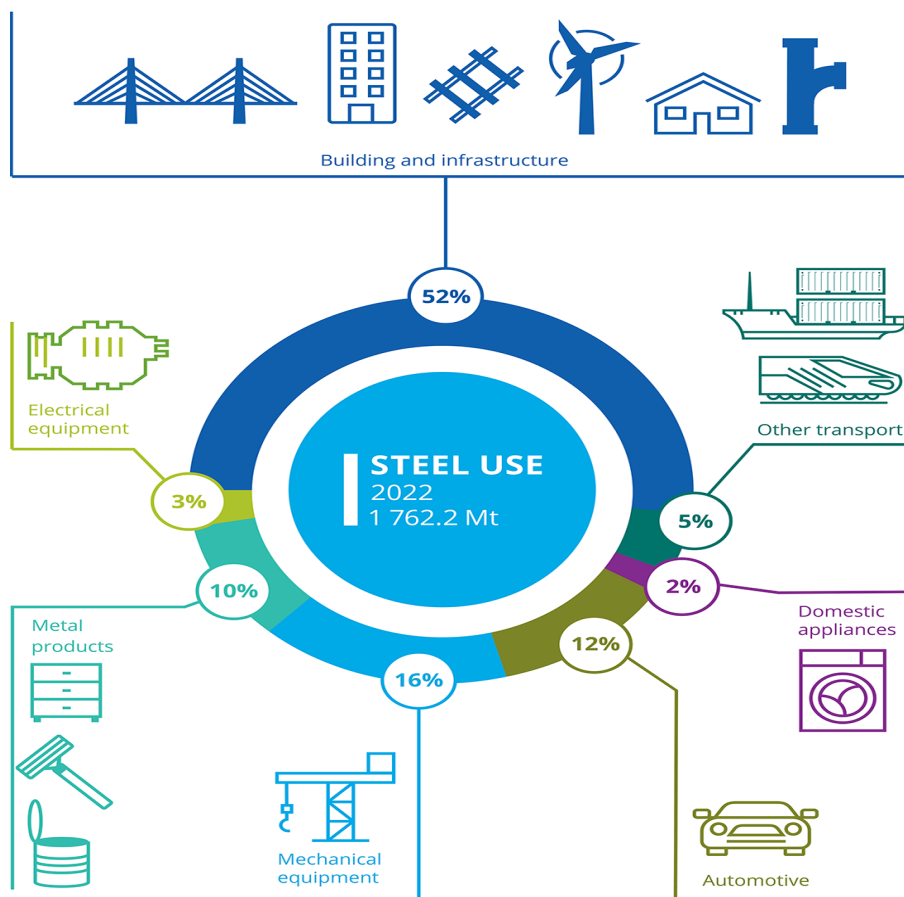 Building and infrastructure
52%
Electrical
equipment
Other transport
STEEL USE
2022
1 762.2 Mt
3%
5%
10%
2%
Metal
products
Domestic
appliances
12%
16%
Mechanical
equipment
Automotive